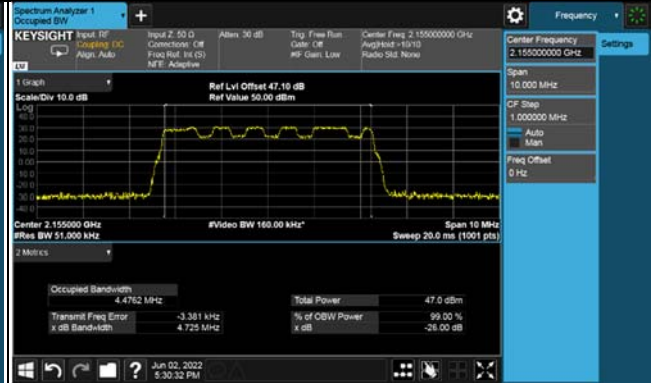 Spectrum Analyzer 1
Occupied BW
Frequency
KEYSIGHT
Input: RF
Coupling: DC
Align: Auto
Input Z: 50 Ω
Corrections: Off
Freq Ref: Int (S)
NFE: Adaptive
Atten: 30 dB
Trig: Free Run
Gate: Off
#IF Gain: Low
Center Freq: 2.155000000 GHz
Avg|Hold:>10/10
Radio Std: None
Center Frequency
2.155000000 GHz
Settings
Span
10.000 MHz
CF Step
1.000000 MHz
Auto
Man
Freq Offset
0 Hz
1 Graph
Scale/Div 10.0 dB
Ref Lvl Offset 47.10 dB
Ref Value 50.00 dBm
Log
40.0
30.0
20.0
10.0
0.00
-10.0
-20.0
-30.0
-40.0
Center 2.155000 GHz
#Video BW 160.00 kHz*
Span 10 MHz
#Res BW 51.000 kHz
Sweep 20.0 ms (1001 pts)
2 Metrics
Occupied Bandwidth
4.4762 MHz
Total Power
47.0 dBm
Transmit Freq Error
-3.381 kHz
% of OBW Power
99.00 %
x dB Bandwidth
4.725 MHz
x dB
-26.00 dB
Jun 02, 2022
5:30:32 PM